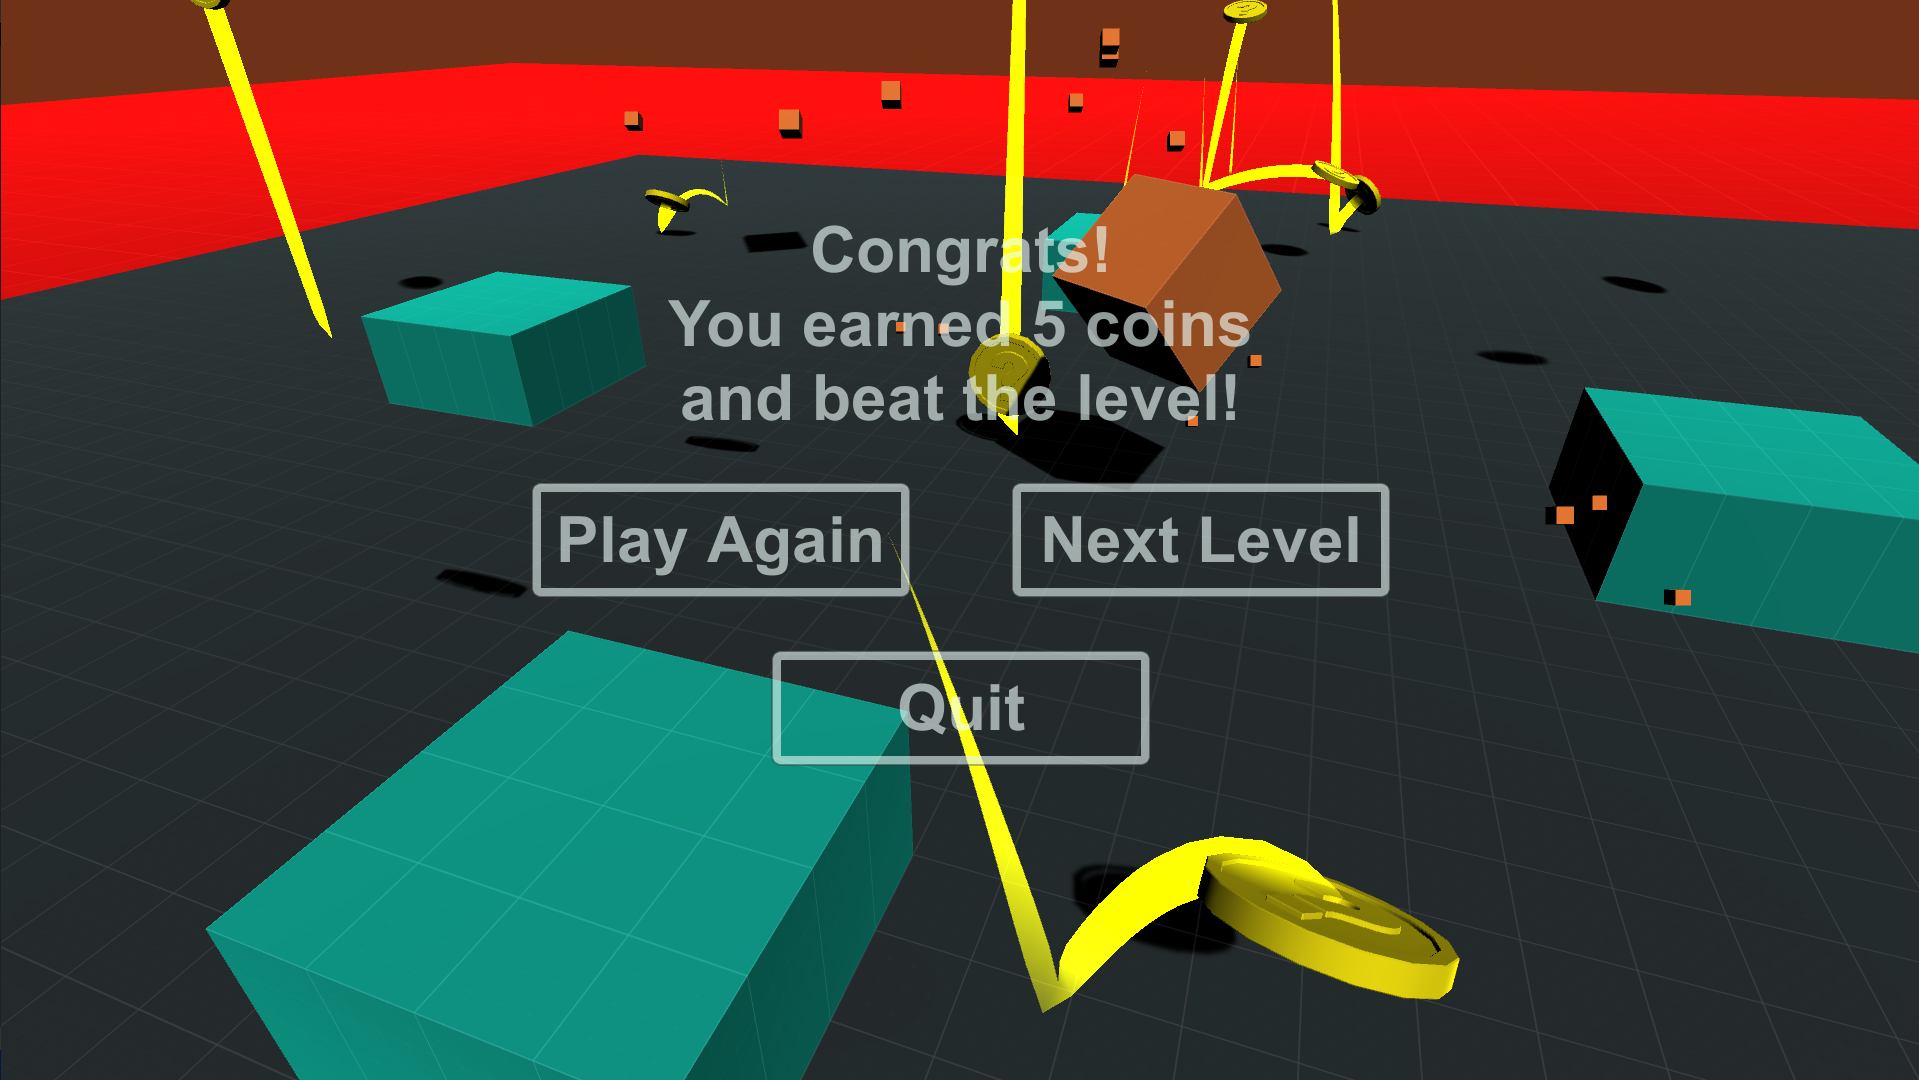 Congrats!
You earned 5 coins
and beat the level!
Play Again
Next Level
Quit